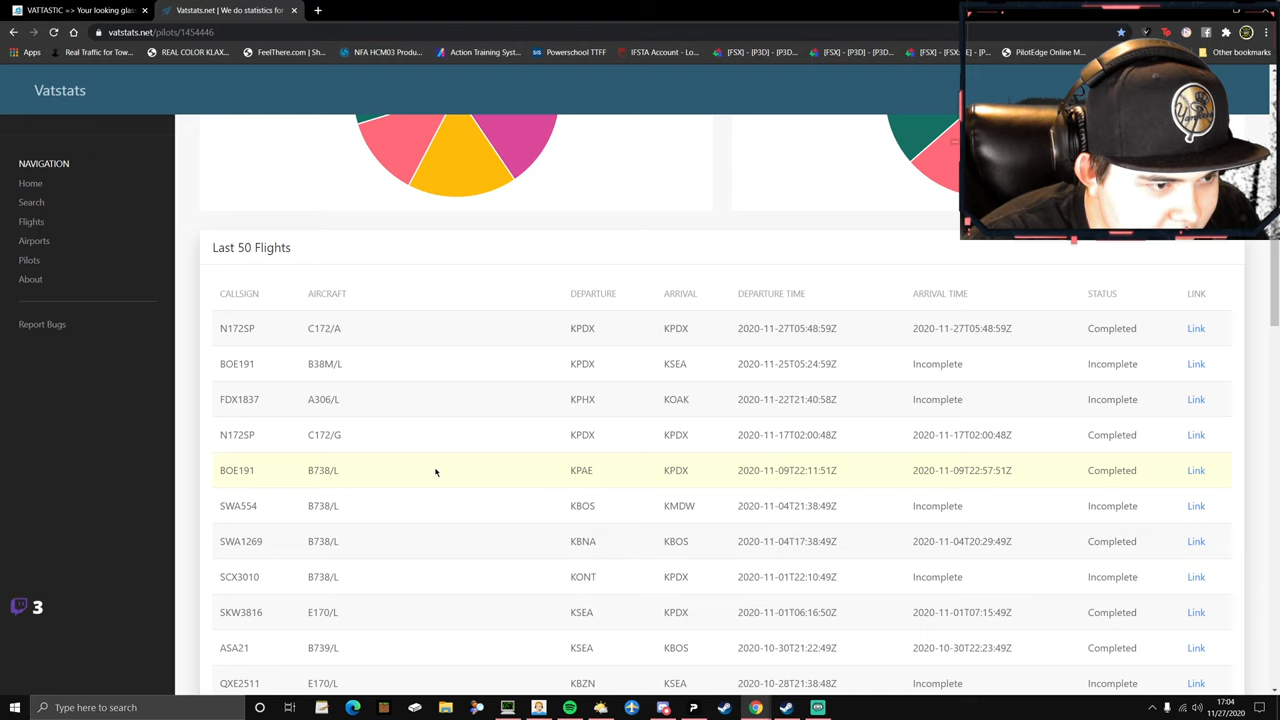 VATTASTIC => Your looking glas
Vatstats.net | We do statistics for
vatstats.net/pilots/1454446
Apps
Real Traffic for Tow...
REAL COLOR KLAX...
FeelThere.com | Sh...
NFA HCM03 Produ...
Training System...
Powerschool TTFF
IFSTA Account - Lo...
[FSX] - [P3D] - [P3D...
[FSX] - [P3D] - [P3D...
[FSX] - [FSX:SE] - [P...
PilotEdge Online M...
Other bookmarks
Vatstats
NAVIGATION
Home
Search
Flights
Airports
Pilots
About
Report Bugs
Last 50 Flights
CALLSIGN AIRCRAFT DEPARTURE ARRIVAL DEPARTURE TIME ARRIVAL TIME STATUS LINK
N172SP C172/A KPDX KPDX 2020-11-27T05:48:59Z 2020-11-27T05:48:59Z Completed Link
BOE191 B38M/L KPDX KSEA 2020-11-25T05:24:59Z Incomplete Incomplete Link
FDX1837 A306/L KPHX KOAK 2020-11-22T21:40:58Z Incomplete Incomplete Link
N172SP C172/G KPDX KPDX 2020-11-17T02:00:48Z 2020-11-17T02:00:48Z Completed Link
BOE191 B738/L KPAE KPDX 2020-11-09T22:11:51Z 2020-11-09T22:57:51Z Completed Link
SWA554 B738/L KBOS KMDW 2020-11-04T21:38:49Z Incomplete Incomplete Link
SWA1269 B738/L KBNA KBOS 2020-11-04T17:38:49Z 2020-11-04T20:29:49Z Completed Link
SCX3010 B738/L KONT KPDX 2020-11-01T22:10:49Z Incomplete Incomplete Link
SKW3816 E170/L KSEA KPDX 2020-11-01T06:16:50Z 2020-11-01T07:15:49Z Completed Link
ASA21 B739/L KSEA KBOS 2020-10-30T21:22:49Z 2020-10-30T22:23:49Z Completed Link
QXE2511 E170/L KBZN KSEA 2020-10-28T21:38:48Z Incomplete Incomplete Link
3
Type here to search
17:04
11/27/2020